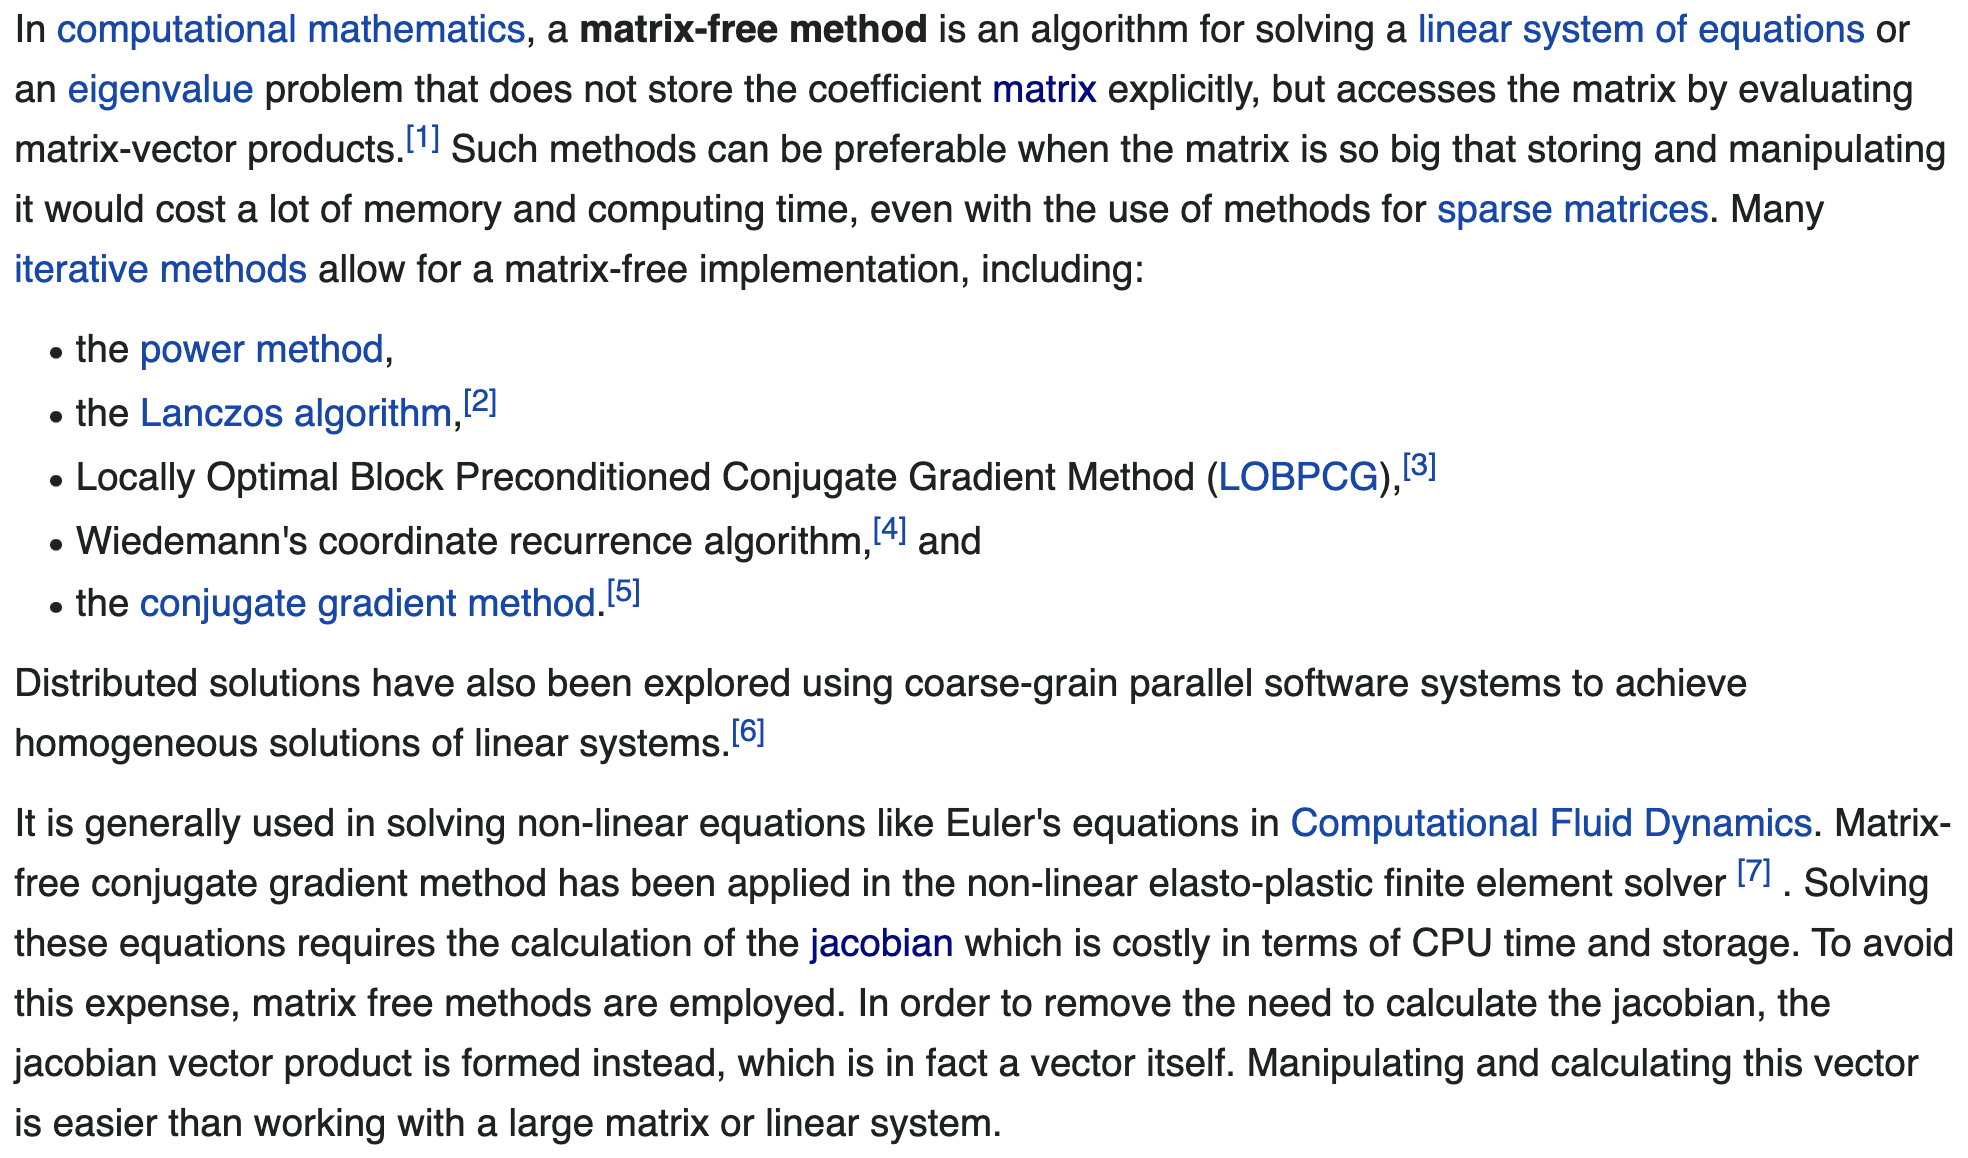 In computational mathematics, a matrix-free method is an algorithm for solving a linear system of equations or
an eigenvalue problem that does not store the coefficient matrix explicitly, but accesses the matrix by evaluating
matrix-vector products.[1] Such methods can be preferable when the matrix is so big that storing and manipulating
it would cost a lot of memory and computing time, even with the use of methods for sparse matrices. Many
iterative methods allow for a matrix-free implementation, including:
• the power method,
• the Lanczos algorithm,[2]
• Locally Optimal Block Preconditioned Conjugate Gradient Method (LOBPCG),[3]
• Wiedemann's coordinate recurrence algorithm,[4] and
• the conjugate gradient method.[5]
Distributed solutions have also been explored using coarse-grain parallel software systems to achieve
homogeneous solutions of linear systems.[6]
It is generally used in solving non-linear equations like Euler's equations in Computational Fluid Dynamics. Matrix-
free conjugate gradient method has been applied in the non-linear elasto-plastic finite element solver [7] . Solving
these equations requires the calculation of the jacobian which is costly in terms of CPU time and storage. To avoid
this expense, matrix free methods are employed. In order to remove the need to calculate the jacobian, the
jacobian vector product is formed instead, which is in fact a vector itself. Manipulating and calculating this vector
is easier than working with a large matrix or linear system.